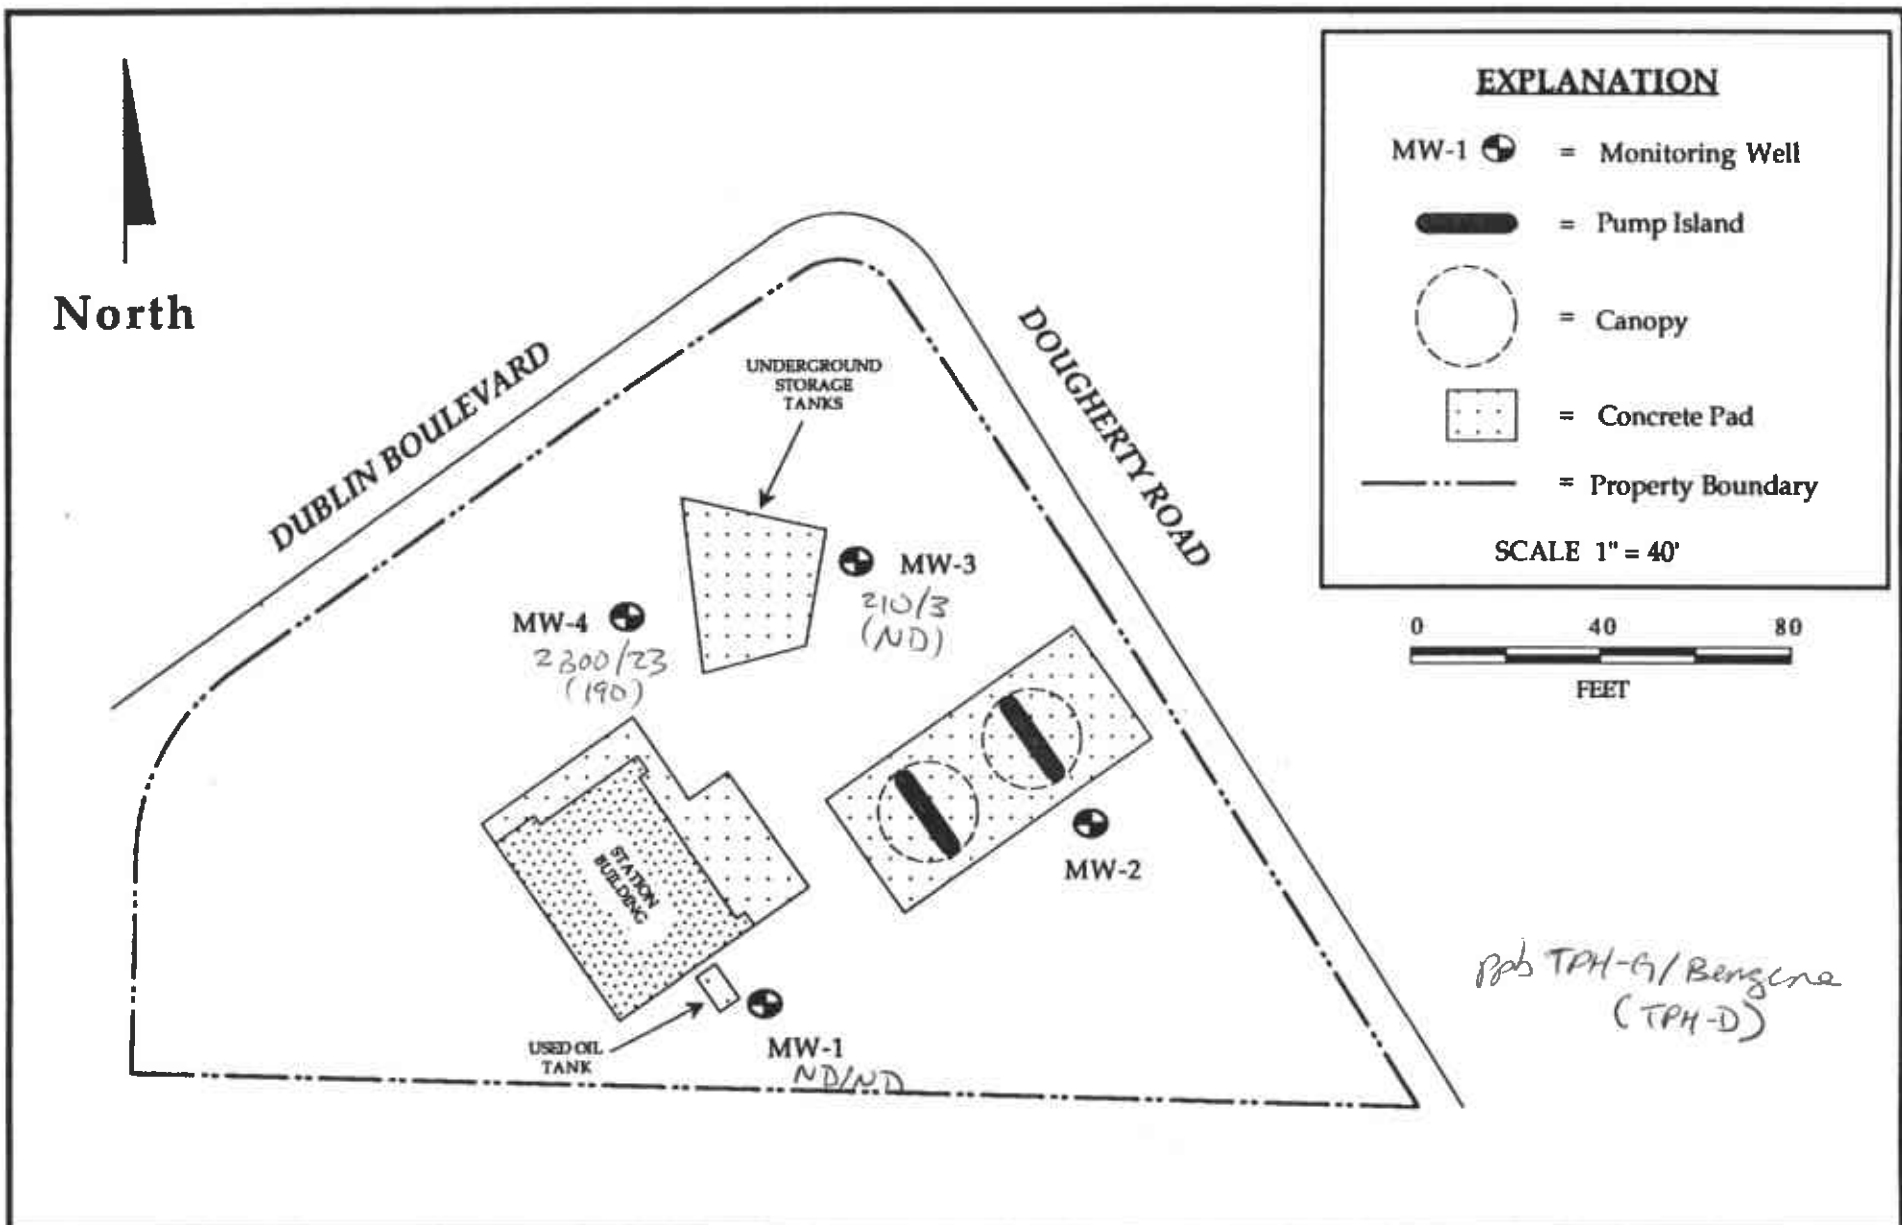 North
EXPLANATION
MW-1 = Monitoring Well
= Pump Island
= Canopy
= Concrete Pad
= Property Boundary
SCALE 1" = 40'
0 40 80
FEET
DUBLIN BOULEVARD
DOUGHERTY ROAD
UNDERGROUND
STORAGE
TANKS
MW-3
210/3
(ND)
MW-4
2300/23
(190)
STATION
BUILDING
MW-2
USED OIL
TANK
MW-1
ND/ND
ppb TPH-G/Benzene
(TPH-D)